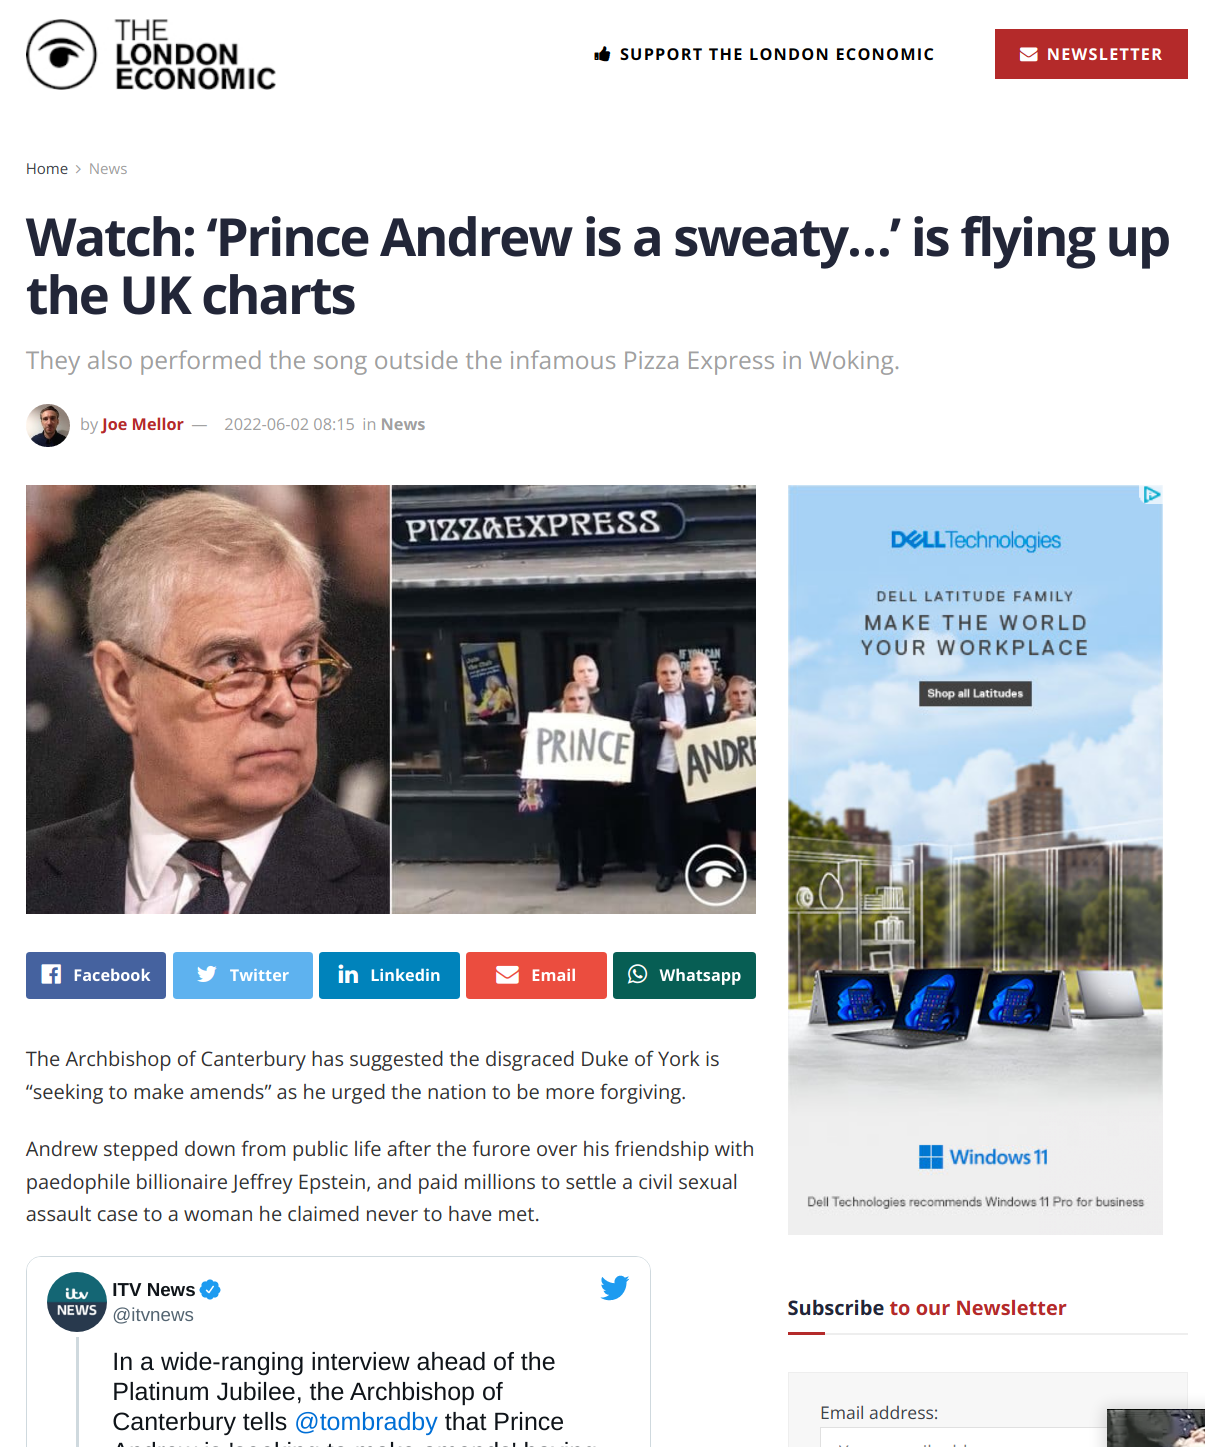 THE
LONDON
ECONOMIC
SUPPORT THE LONDON ECONOMIC
NEWSLETTER
Home > News
Watch: ‘Prince Andrew is a sweaty…’ is flying up
the UK charts
They also performed the song outside the infamous Pizza Express in Woking.
by Joe Mellor — 2022-06-02 08:15 in News
PIZZAEXPRESS
PRINCE
ANDRE
DELLTechnologies
DELL LATITUDE FAMILY
MAKE THE WORLD
YOUR WORKPLACE
Shop all Latitudes
Windows 11
Dell Technologies recommends Windows 11 Pro for business
Facebook
Twitter
Linkedin
Email
Whatsapp
The Archbishop of Canterbury has suggested the disgraced Duke of York is
“seeking to make amends” as he urged the nation to be more forgiving.
Andrew stepped down from public life after the furore over his friendship with
paedophile billionaire Jeffrey Epstein, and paid millions to settle a civil sexual
assault case to a woman he claimed never to have met.
itv
NEWS
ITV News
@itvnews
In a wide-ranging interview ahead of the
Platinum Jubilee, the Archbishop of
Canterbury tells @tombradby that Prince
Subscribe to our Newsletter
Email address: